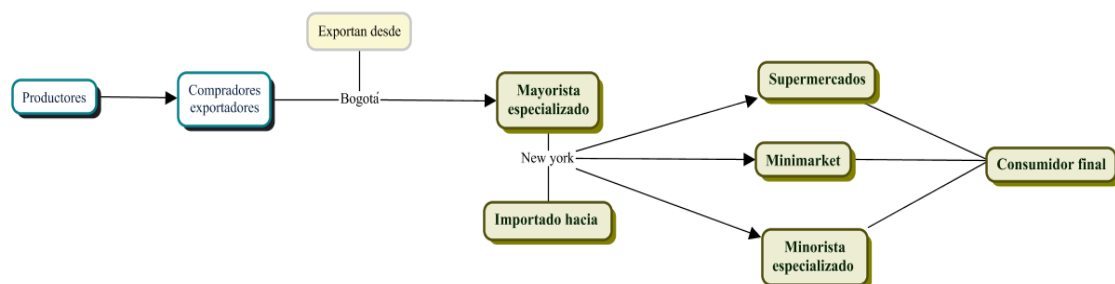 Exportan desde
Productores
Compradores
exportadores
Bogotá
Mayorista
especializado
New york
Importado hacia
Supermercados
Minimarket
Minorista
especializado
Consumidor final